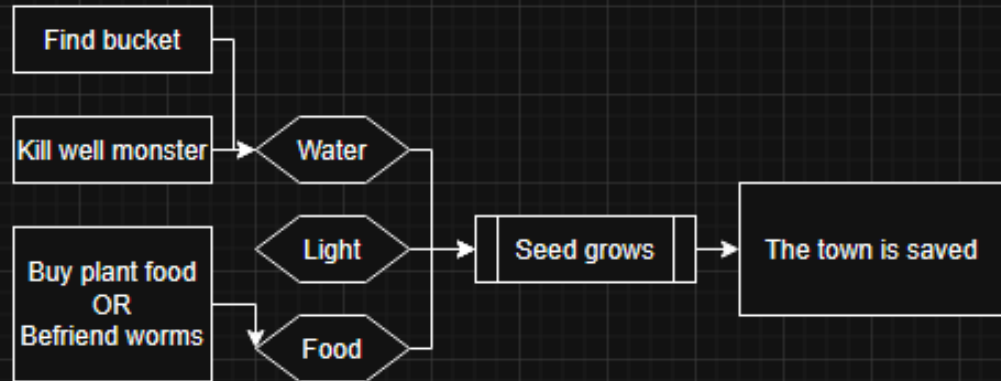 Find bucket
Kill well monster
Water
Light
Buy plant food
OR
Befriend worms
Food
Seed grows
The town is saved